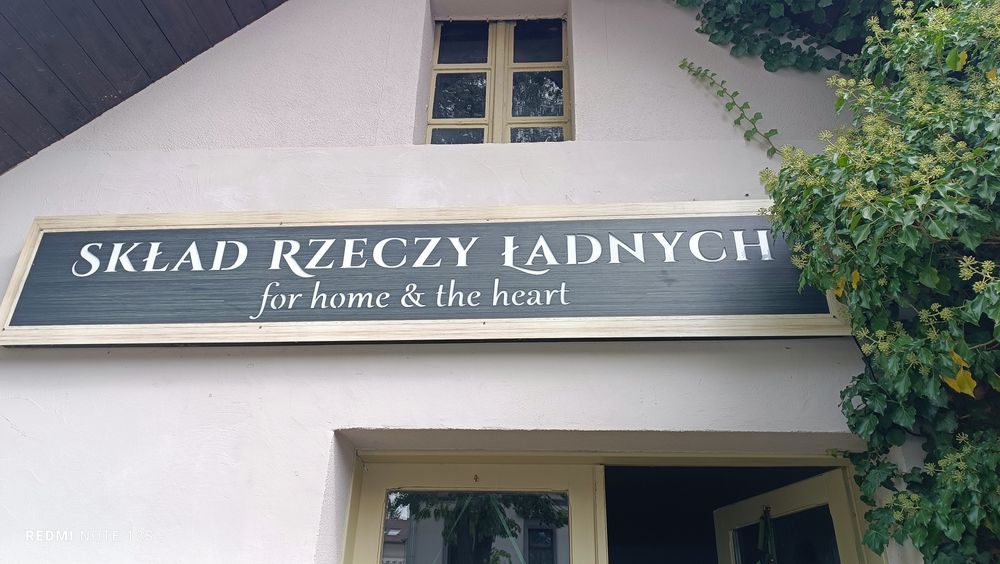 SKŁAD RZECZY ŁADNYCH
for home & the heart
REDMI NOTE 12S